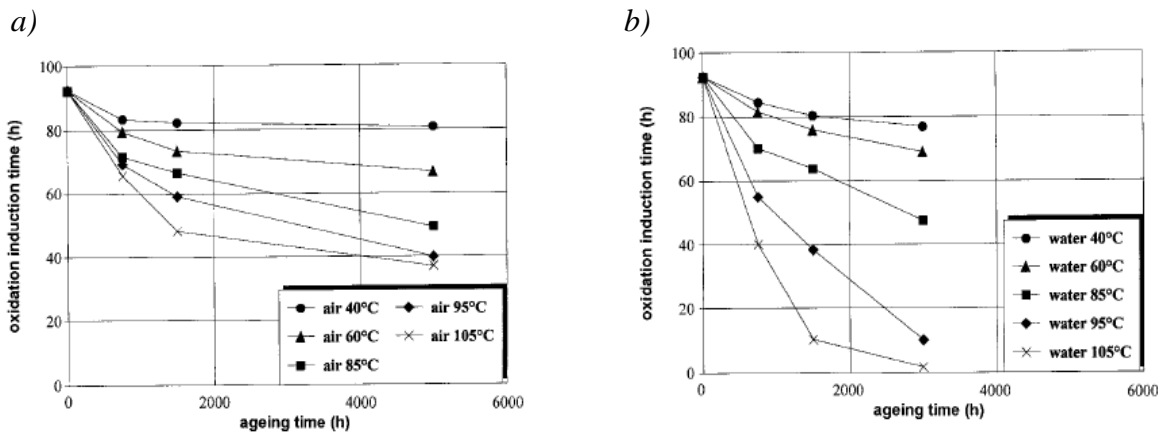 a)
100
80
60
40
20
0
oxidation induction time (h)
0 2000 4000 6000
ageing time (h)
air 40°C air 95°C
air 60°C air 105°C
air 85°C
b)
100
80
60
40
20
0
oxidation induction time (h)
0 2000 4000 6000
ageing time (h)
water 40°C
water 60°C
water 85°C
water 95°C
water 105°C